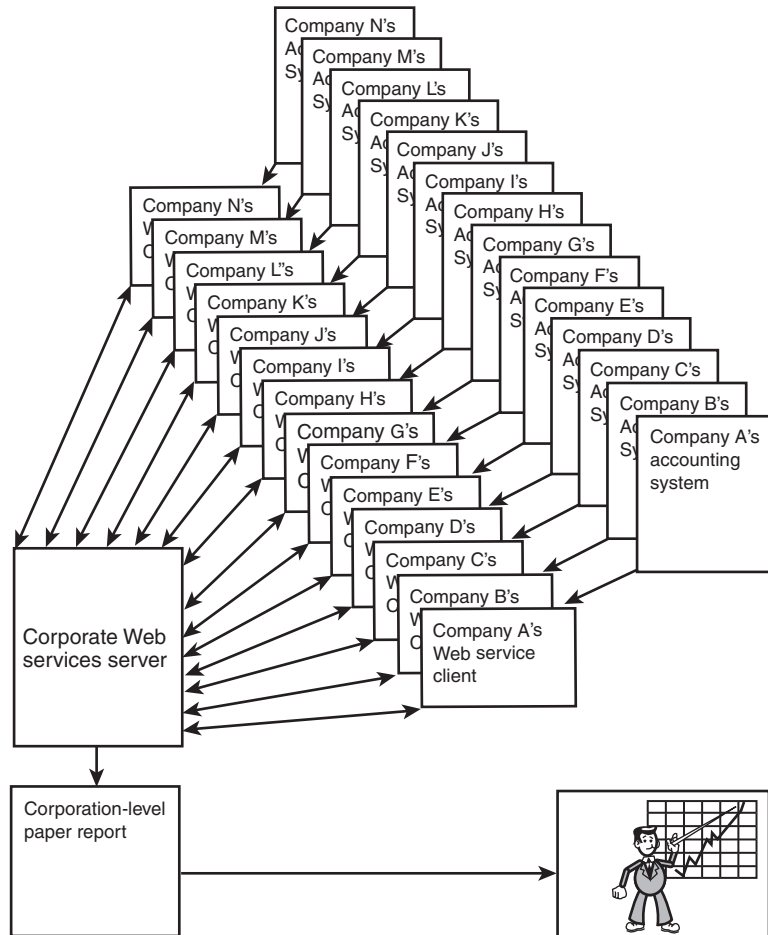 Company N's
Company M's
Company L's
Company K's
Company J's
Company I's
Company H's
Company G's
Company F's
Company E's
Company D's
Company C's
Company B's
Company A's
accounting
system
Company N's
Company M's
Company L"s
Company K's
Company J's
Company I's
Company H's
Company G's
Company F's
Company E's
Company D's
Company C's
Company B's
Company A's
Web service
client
Corporate Web
services server
Corporation-level
paper report